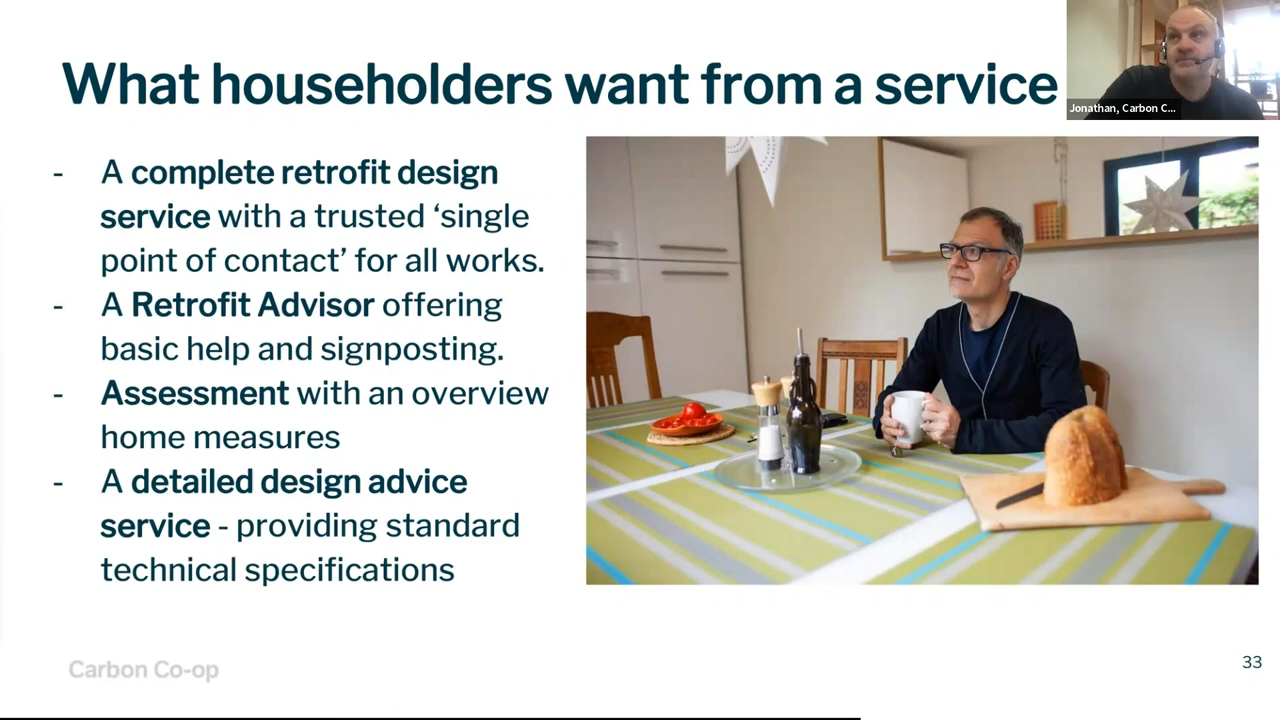 What householders want from a service
Jonathan, Carbon C...
- A complete retrofit design
service with a trusted ‘single
point of contact’ for all works.
- A Retrofit Advisor offering
basic help and signposting.
- Assessment with an overview
home measures
- A detailed design advice
service - providing standard
technical specifications
Carbon Co-op
33